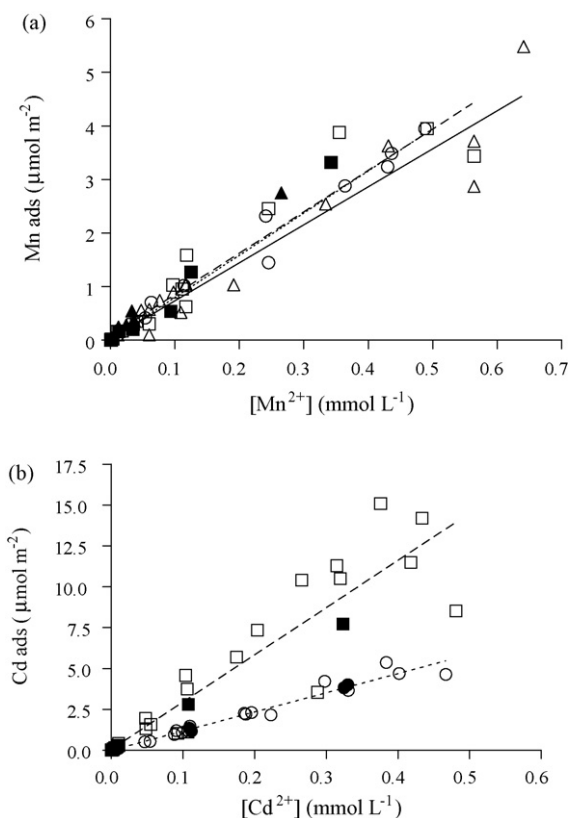 (a)
Mn ads (µmol m⁻²)
6
5
4
3
2
1
0
0.0 0.1 0.2 0.3 0.4 0.5 0.6 0.7
[Mn²⁺] (mmol L⁻¹)
(b)
Cd ads ( µmol m⁻²)
17.5
15.0
12.5
10.0
7.5
5.0
2.5
0.0
0.0 0.1 0.2 0.3 0.4 0.5 0.6
[Cd²⁺] (mmol L⁻¹)